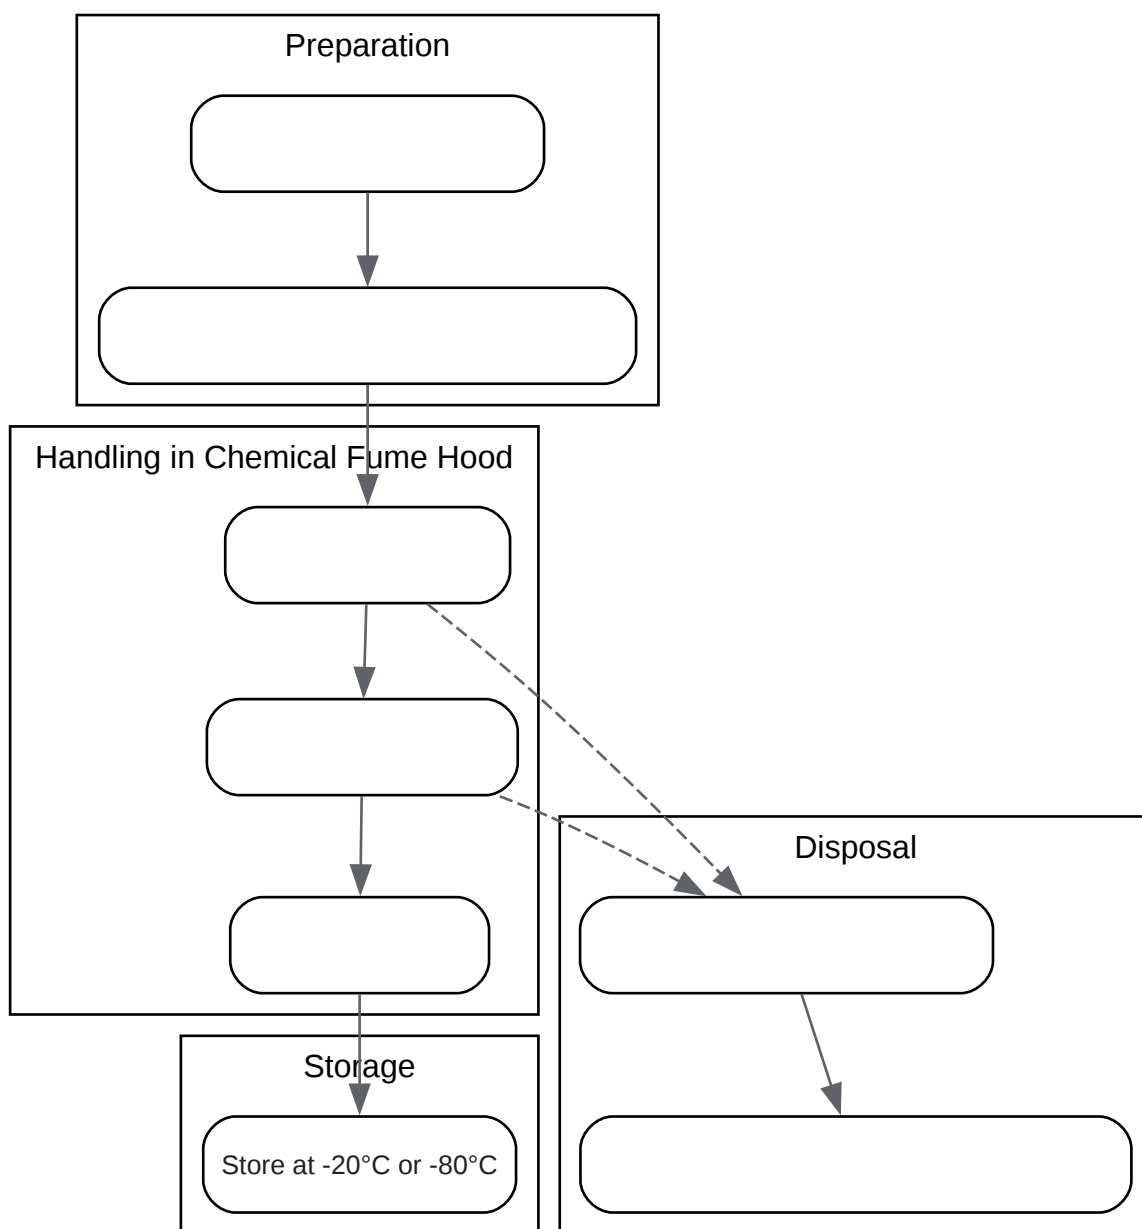 Preparation
Handling in Chemical Fume Hood
Disposal
Storage
Store at -20°C or -80°C